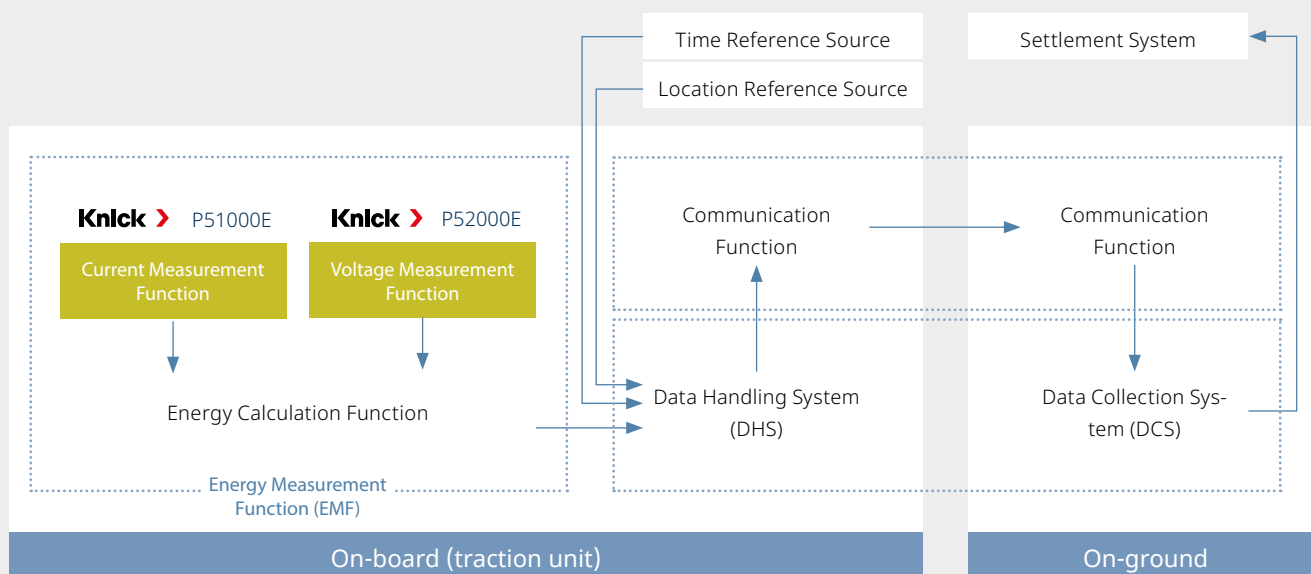 Time Reference Source
Settlement System
Location Reference Source
Knick P51000E
Current Measurement
Function
Knick P52000E
Voltage Measurement
Function
Energy Calculation Function
Energy Measurement
Function (EMF)
Communication
Function
Data Handling System
(DHS)
Communication
Function
Data Collection Sys-
tem (DCS)
On-board (traction unit)
On-ground